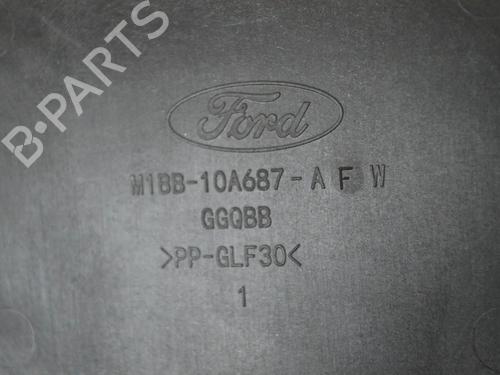 B-PARTS
Ford
M1BB-10A687-A F W
GGQBB
>PP-GLF30<
1